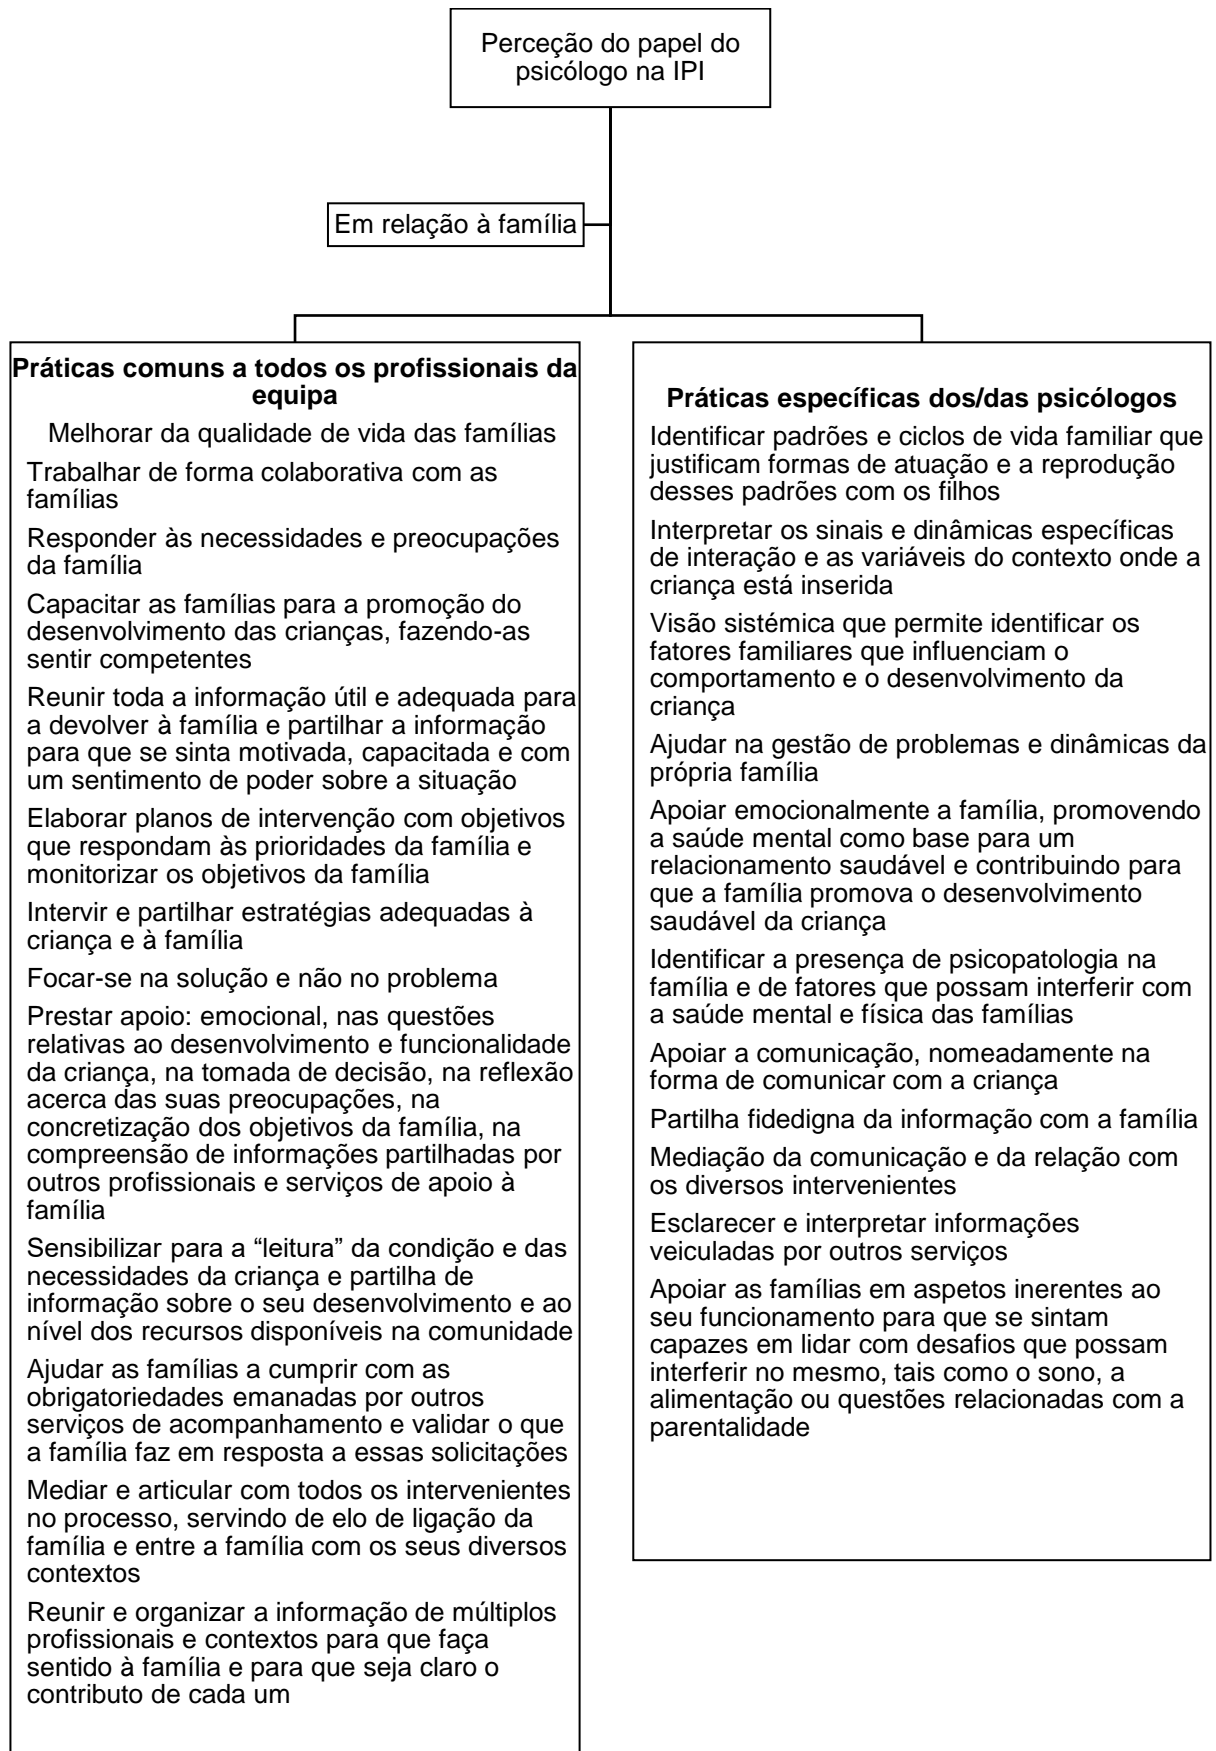 Perceção do papel do
psicólogo na IPI
Em relação à família
Práticas comuns a todos os profissionais da
equipa
Melhorar da qualidade de vida das famílias
Trabalhar de forma colaborativa com as
famílias
Responder às necessidades e preocupações
da família
Capacitar as famílias para a promoção do
desenvolvimento das crianças, fazendo-as
sentir competentes
Reunir toda a informação útil e adequada para
a devolver à família e partilhar a informação
para que se sinta motivada, capacitada e com
um sentimento de poder sobre a situação
Elaborar planos de intervenção com objetivos
que respondam às prioridades da família e
monitorizar os objetivos da família
Intervir e partilhar estratégias adequadas à
criança e à família
Focar-se na solução e não no problema
Prestar apoio: emocional, nas questões
relativas ao desenvolvimento e funcionalidade
da criança, na tomada de decisão, na reflexão
acerca das suas preocupações, na
concretização dos objetivos da família, na
compreensão de informações partilhadas por
outros profissionais e serviços de apoio à
família
Sensibilizar para a “leitura” da condição e das
necessidades da criança e partilha de
informação sobre o seu desenvolvimento e ao
nível dos recursos disponíveis na comunidade
Ajudar as famílias a cumprir com as
obrigatoriedades emanadas por outros
serviços de acompanhamento e validar o que
a família faz em resposta a essas solicitações
Mediar e articular com todos os intervenientes
no processo, servindo de elo de ligação da
família e entre a família com os seus diversos
contextos
Reunir e organizar a informação de múltiplos
profissionais e contextos para que faça
sentido à família e para que seja claro o
contributo de cada um
Práticas específicas dos/das psicólogos
Identificar padrões e ciclos de vida familiar que
justificam formas de atuação e a reprodução
desses padrões com os filhos
Interpretar os sinais e dinâmicas específicas
de interação e as variáveis do contexto onde a
criança está inserida
Visão sistémica que permite identificar os
fatores familiares que influenciam o
comportamento e o desenvolvimento da
criança
Ajudar na gestão de problemas e dinâmicas da
própria família
Apoiar emocionalmente a família, promovendo
a saúde mental como base para um
relacionamento saudável e contribuindo para
que a família promova o desenvolvimento
saudável da criança
Identificar a presença de psicopatologia na
família e de fatores que possam interferir com
a saúde mental e física das famílias
Apoiar a comunicação, nomeadamente na
forma de comunicar com a criança
Partilha fidedigna da informação com a família
Mediação da comunicação e da relação com
os diversos intervenientes
Esclarecer e interpretar informações
veiculadas por outros serviços
Apoiar as famílias em aspetos inerentes ao
seu funcionamento para que se sintam
capazes em lidar com desafios que possam
interferir no mesmo, tais como o sono, a
alimentação ou questões relacionadas com a
parentalidade